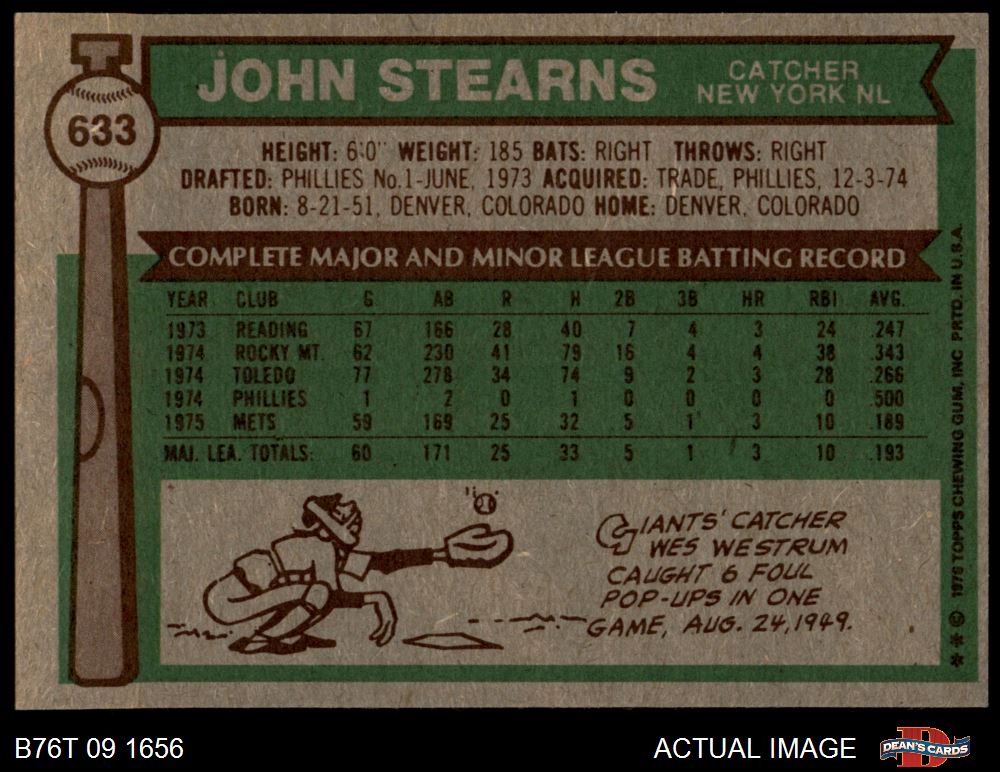 633
JOHN STEARNS
CATCHER
NEW YORK NL
HEIGHT: 6'0" WEIGHT: 185 BATS: RIGHT THROWS: RIGHT
DRAFTED: PHILLIES No.1-JUNE, 1973 ACQUIRED: TRADE, PHILLIES, 12-3-74
BORN: 8-21-51, DENVER, COLORADO HOME: DENVER, COLORADO
COMPLETE MAJOR AND MINOR LEAGUE BATTING RECORD
YEAR CLUB G AB R H 2B 3B HR RBI AVG.
1973 READING 67 166 28 40 7 4 3 24 .247
1974 ROCKY MT. 62 230 41 79 16 4 4 38 .343
1974 TOLEDO 77 278 34 74 9 2 3 28 .266
1974 PHILLIES 1 2 0 1 0 0 0 0 .500
1975 METS 59 169 25 32 5 1 3 10 .189
MAJ. LEA. TOTALS: 60 171 25 33 5 1 3 10 .193
GIANTS' CATCHER
WES WESTRUM
CAUGHT 6 FOUL
POP-UPS IN ONE
GAME, AUG. 24, 1949.
* * © 1976 TOPPS CHEWING GUM, INC PRTD. IN U.S.A.
B76T 09 1656
ACTUAL IMAGE
D
DEAN'S CARDS